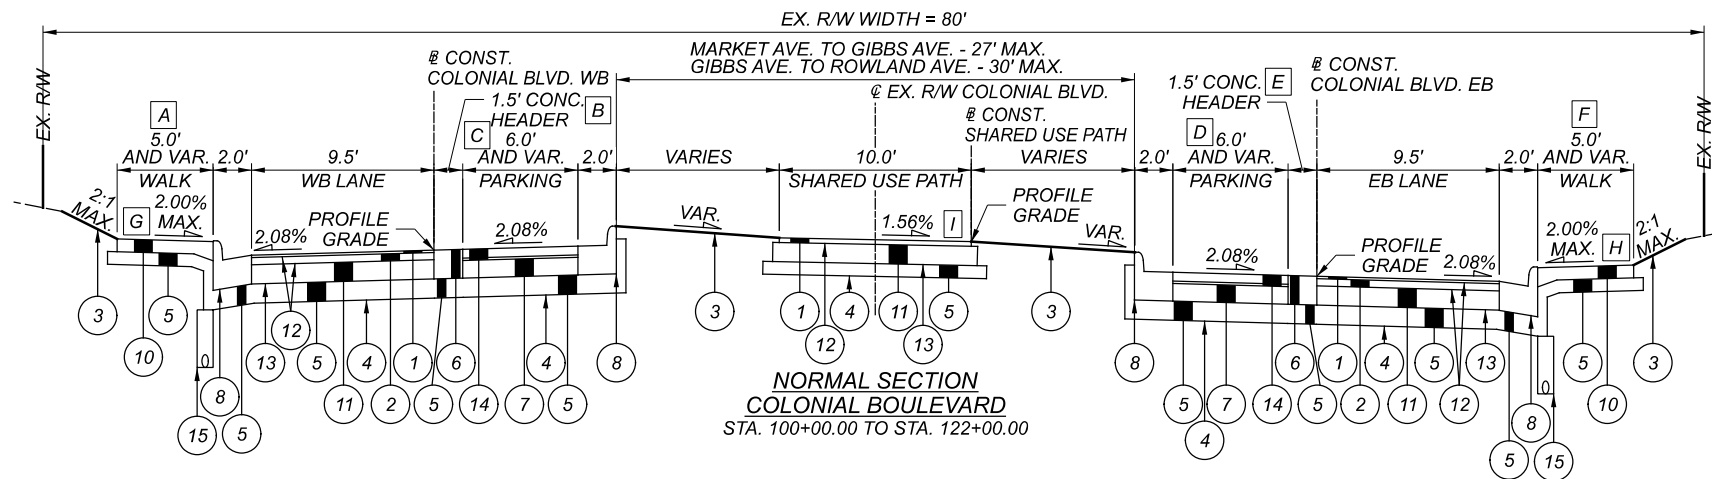 EX. R/W WIDTH = 80'
MARKET AVE. TO GIBBS AVE. - 27' MAX.
GIBBS AVE. TO ROWLAND AVE. - 30' MAX.
EX. R/W
℄ EX. R/W COLONIAL BLVD.
EX. R/W
B CONST.
COLONIAL BLVD. WB
1.5' CONC.
HEADER
B
B CONST.
SHARED USE PATH
1.5' CONC.
HEADER
E
B CONST.
COLONIAL BLVD. EB
A
5.0'
AND VAR.
WALK
2.0'
9.5'
WB LANE
C
6.0'
AND VAR.
PARKING
2.0'
VARIES
10.0'
SHARED USE PATH
VARIES
2.0'
D
6.0'
AND VAR.
PARKING
9.5'
EB LANE
2.0'
F
5.0'
AND VAR.
WALK
2:1
MAX.
G
2.00%
MAX.
2.08%
PROFILE
GRADE
2.08%
VAR.
1.56%
I
PROFILE
GRADE
VAR.
2.08%
PROFILE
GRADE
2.08%
2.00%
MAX.
H
2:1
MAX.
3
10
5
15
8
5
13
12
5
11
4
2
1
5
6
14
7
4
5
8
3
1
12
4
11
13
5
3
8
5
4
7
14
6
5
1
2
4
11
5
12
13
5
8
15
5
10
3
NORMAL SECTION
COLONIAL BOULEVARD
STA. 100+00.00 TO STA. 122+00.00